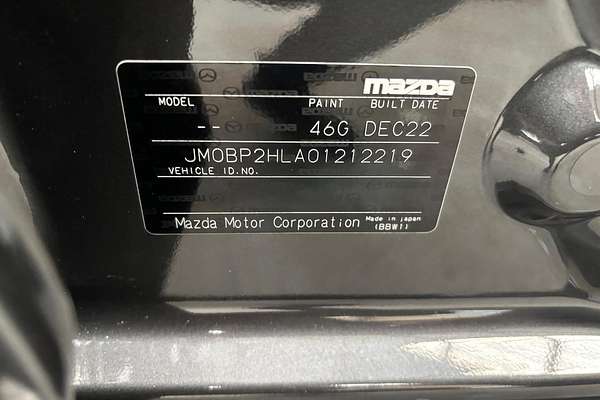 mazda
MODEL PAINT BUILT DATE
-- 46G DEC22
JM0BP2HLA01212219
VEHICLE ID.NO.
Mazda Motor Corporation Made in japan
(BBW1)